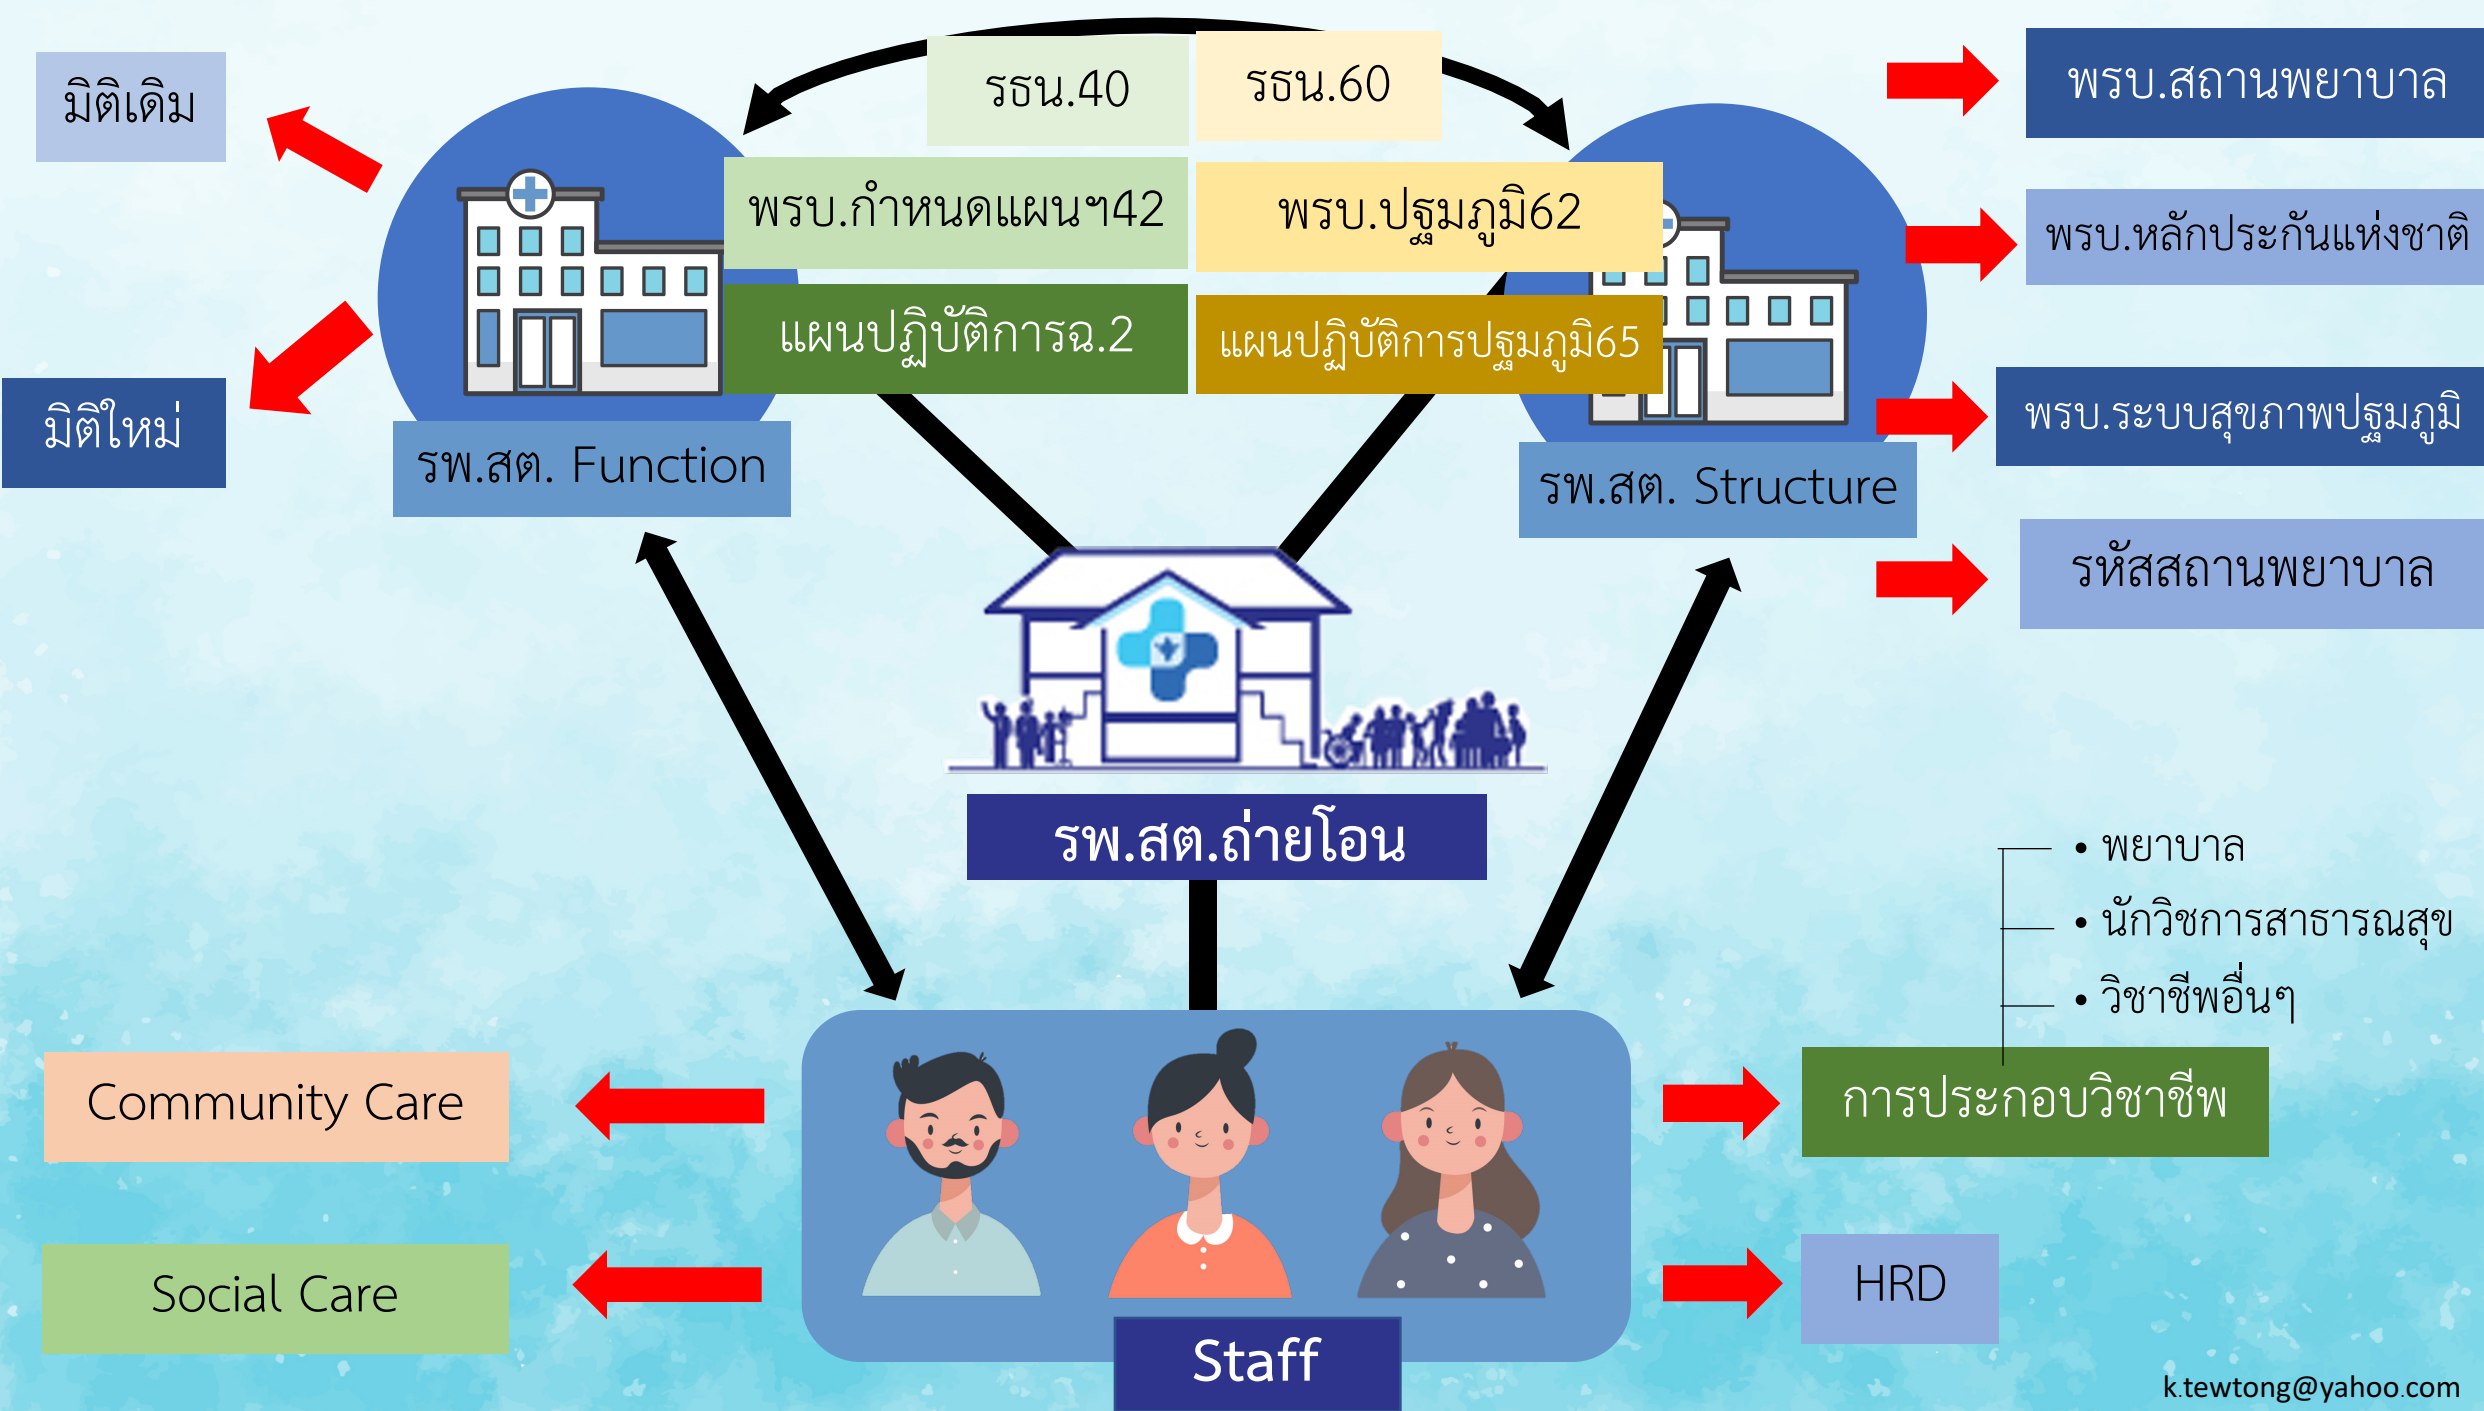 มิติเดิม
มิติใหม่
รธน.40
รธน.60
พรบ.กำหนดแผนฯ42
พรบ.ปฐมภูมิ62
แผนปฏิบัติการฉ.2
แผนปฏิบัติการปฐมภูมิ65
รพ.สต. Function
รพ.สต. Structure
พรบ.สถานพยาบาล
พรบ.หลักประกันแห่งชาติ
พรบ.ระบบสุขภาพปฐมภูมิ
รหัสสถานพยาบาล
รพ.สต.ถ่ายโอน
• พยาบาล
• นักวิชการสาธารณสุข
• วิชาชีพอื่นๆ
การประกอบวิชาชีพ
HRD
Community Care
Social Care
Staff
k.tewtong@yahoo.com